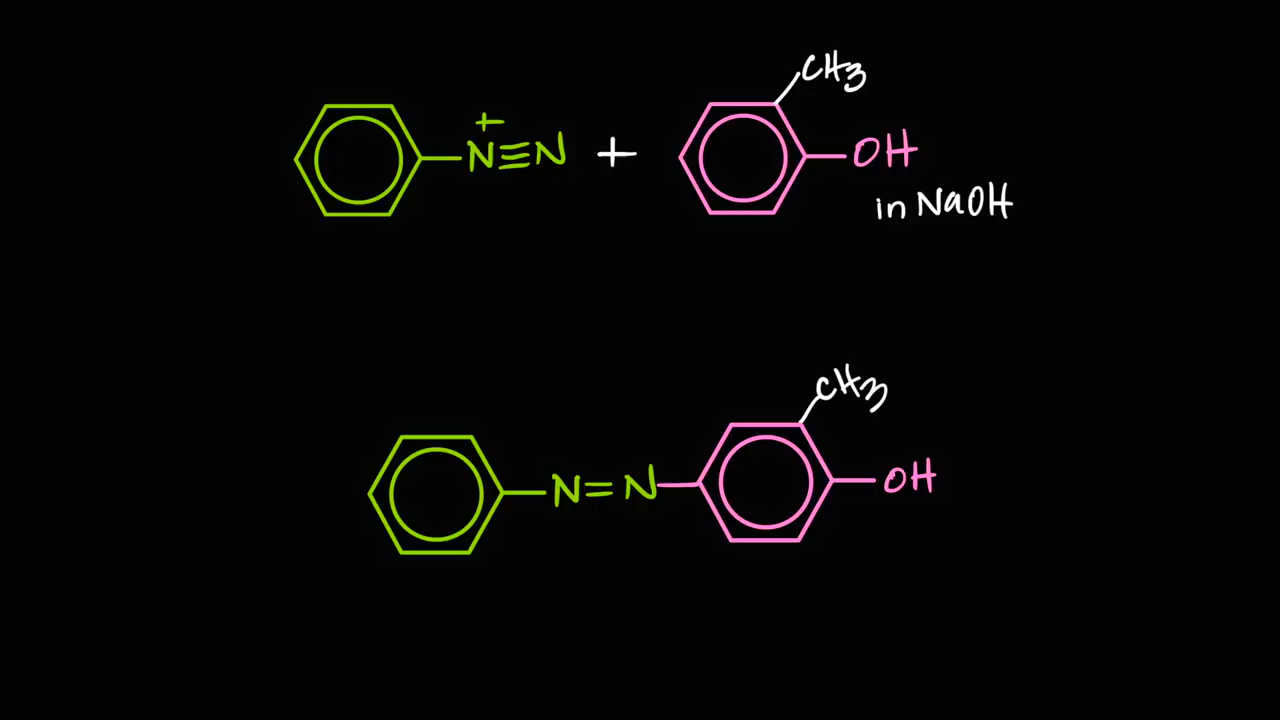 CH3
+
N≡N + OH
in NaOH
CH3
N=N OH